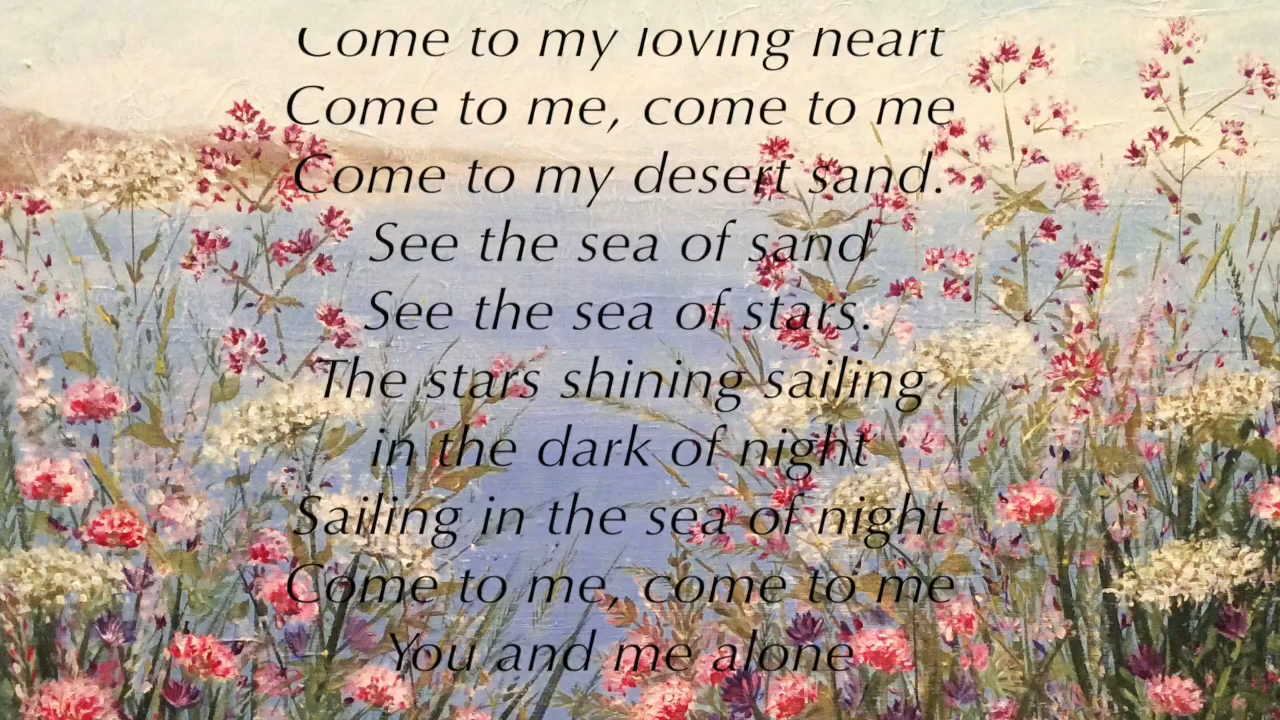 Come to my loving heart
Come to me, come to me
Come to my desert sand.
See the sea of sand
See the sea of stars.
The stars shining sailing
in the dark of night
Sailing in the sea of night
Come to me, come to me
You and me alone